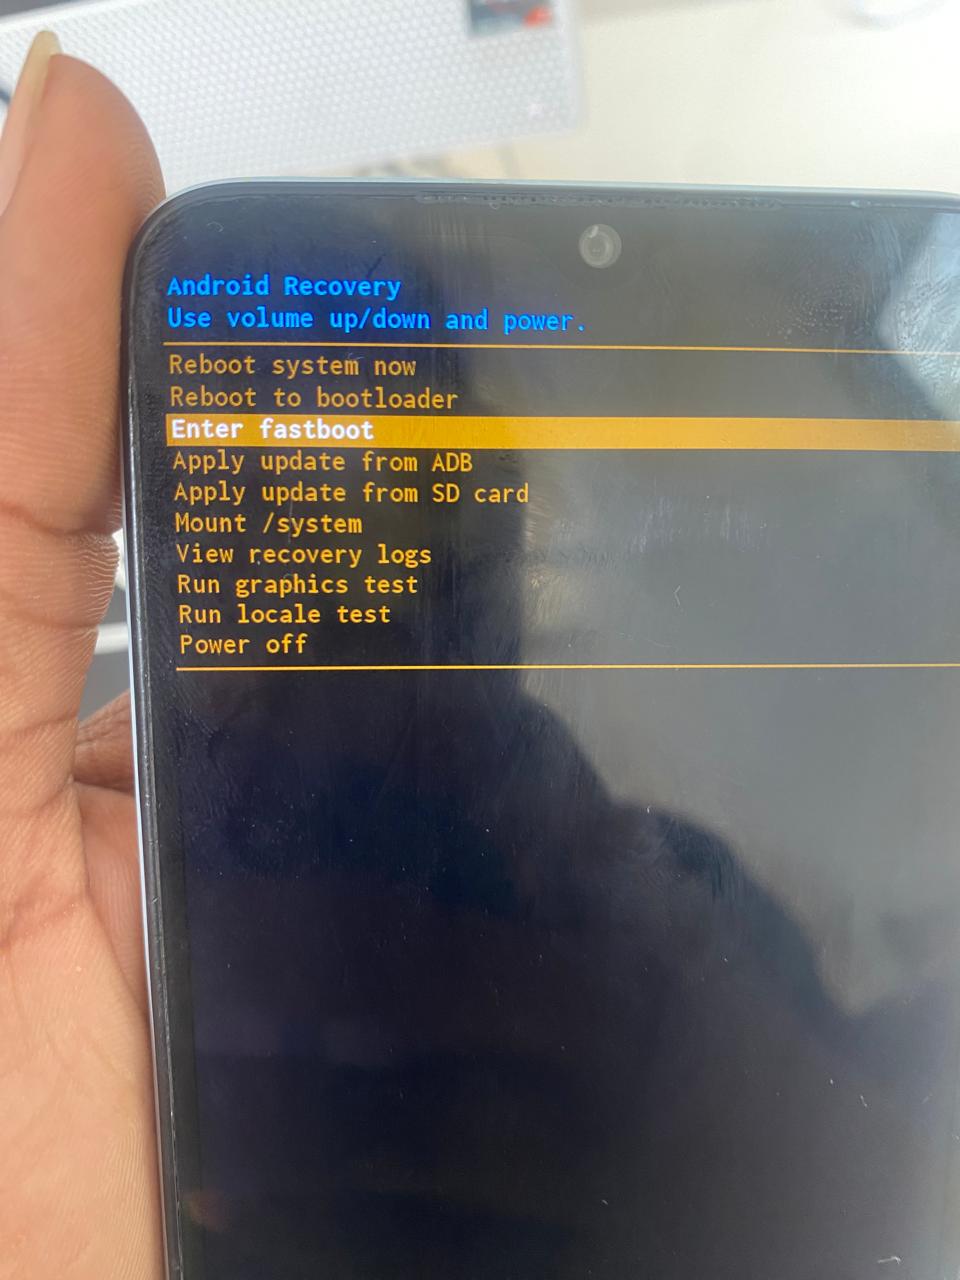 Android Recovery
Use volume up/down and power.
Reboot system now
Reboot to bootloader
Enter fastboot
Apply update from ADB
Apply update from SD card
Mount /system
View recovery logs
Run graphics test
Run locale test
Power off